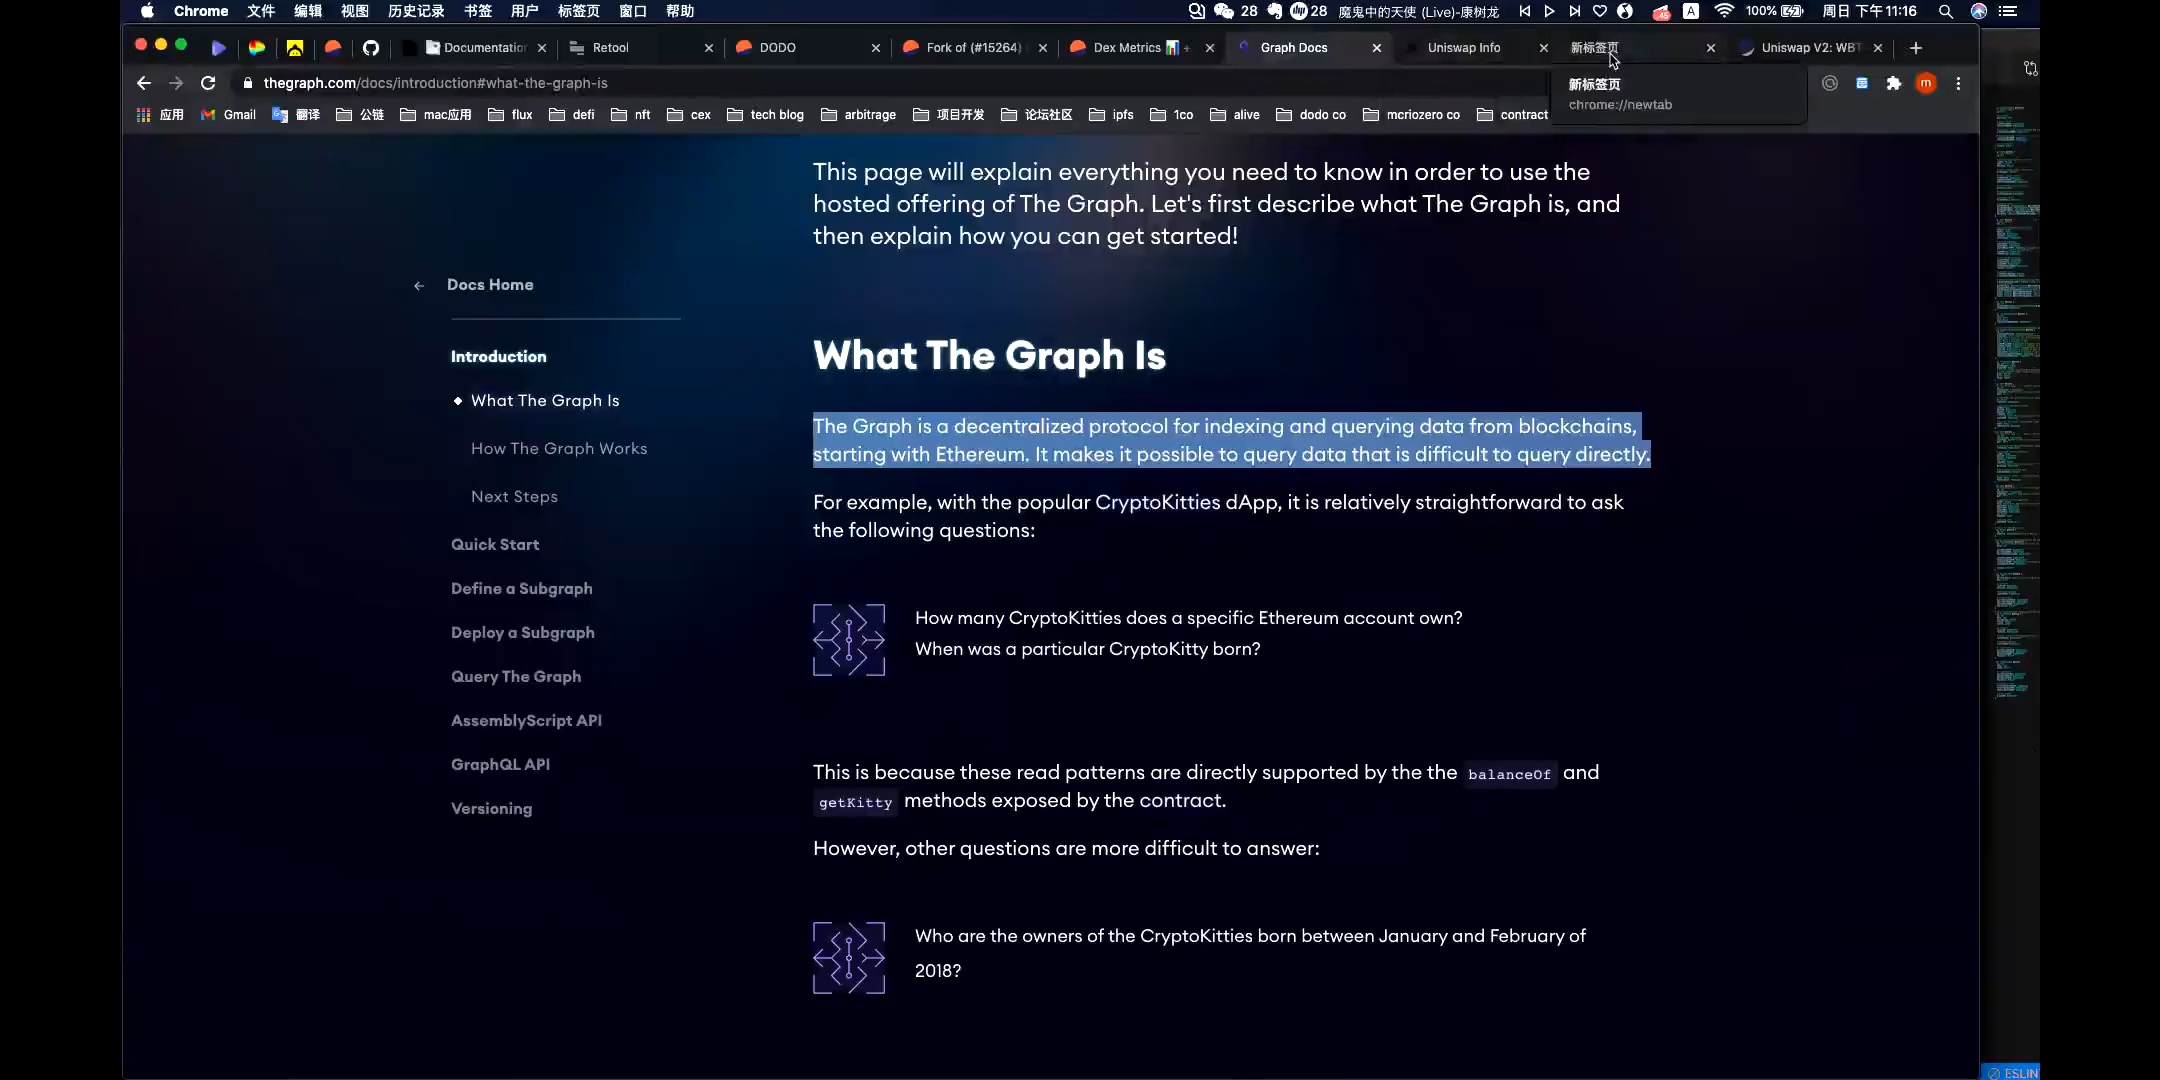 Chrome 文件 编辑 视图 历史记录 书签 用户 标签页 窗口 帮助 28 28 魔鬼中的天使 (Live)-康树龙 45 A 100% 周日 下午11:16
Documentation Retool DODO Fork of (#15264) Dex Metrics Graph Docs Uniswap Info 新标签页 Uniswap V2: WBT
thegraph.com/docs/introduction#what-the-graph-is
新标签页
chrome://newtab
应用 Gmail 翻译 公链 mac应用 flux defi nft cex tech blog arbitrage 项目开发 论坛社区 ipfs 1co alive dodo co mcriozero co contract
This page will explain everything you need to know in order to use the
hosted offering of The Graph. Let's first describe what The Graph is, and
then explain how you can get started!
Docs Home
Introduction
What The Graph Is
How The Graph Works
Next Steps
Quick Start
Define a Subgraph
Deploy a Subgraph
Query The Graph
AssemblyScript API
GraphQL API
Versioning
What The Graph Is
The Graph is a decentralized protocol for indexing and querying data from blockchains,
starting with Ethereum. It makes it possible to query data that is difficult to query directly.
For example, with the popular CryptoKitties dApp, it is relatively straightforward to ask
the following questions:
How many CryptoKitties does a specific Ethereum account own?
When was a particular CryptoKitty born?
This is because these read patterns are directly supported by the the balanceOf and
getKitty methods exposed by the contract.
However, other questions are more difficult to answer:
Who are the owners of the CryptoKitties born between January and February of
2018?
ESLIN